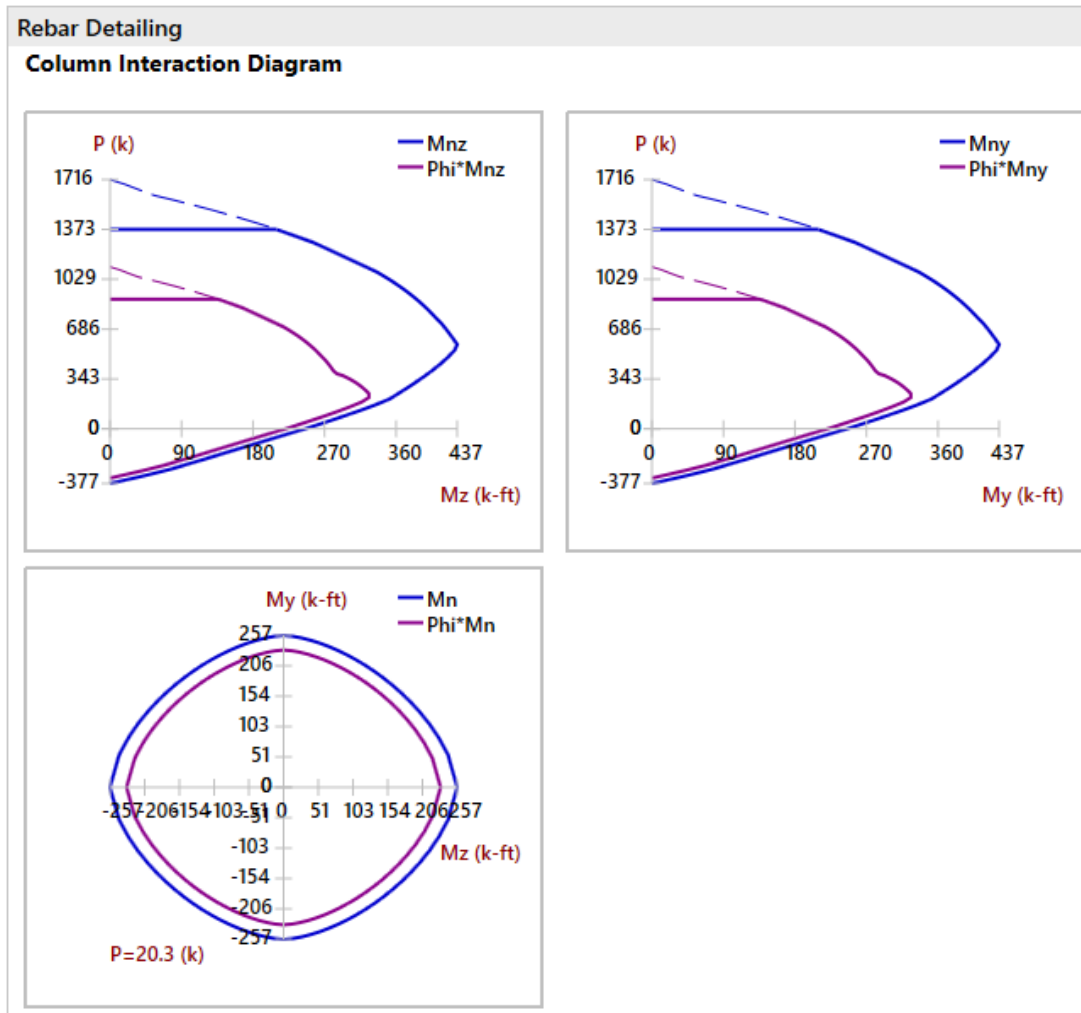 Rebar Detailing
Column Interaction Diagram
P (k)
Mnz
Phi*Mnz
1716
1373
1029
686
343
0
-377
0 90 180 270 360 437
Mz (k-ft)
P (k)
Mny
Phi*Mny
1716
1373
1029
686
343
0
-377
0 90 180 270 360 437
My (k-ft)
My (k-ft)
Mn
Phi*Mn
257
206
154
103
51
0
-257 -206 -154 -103 -51 0 51 103 154 206 257
-51
-103
Mz (k-ft)
-154
-206
-257
P=20.3 (k)